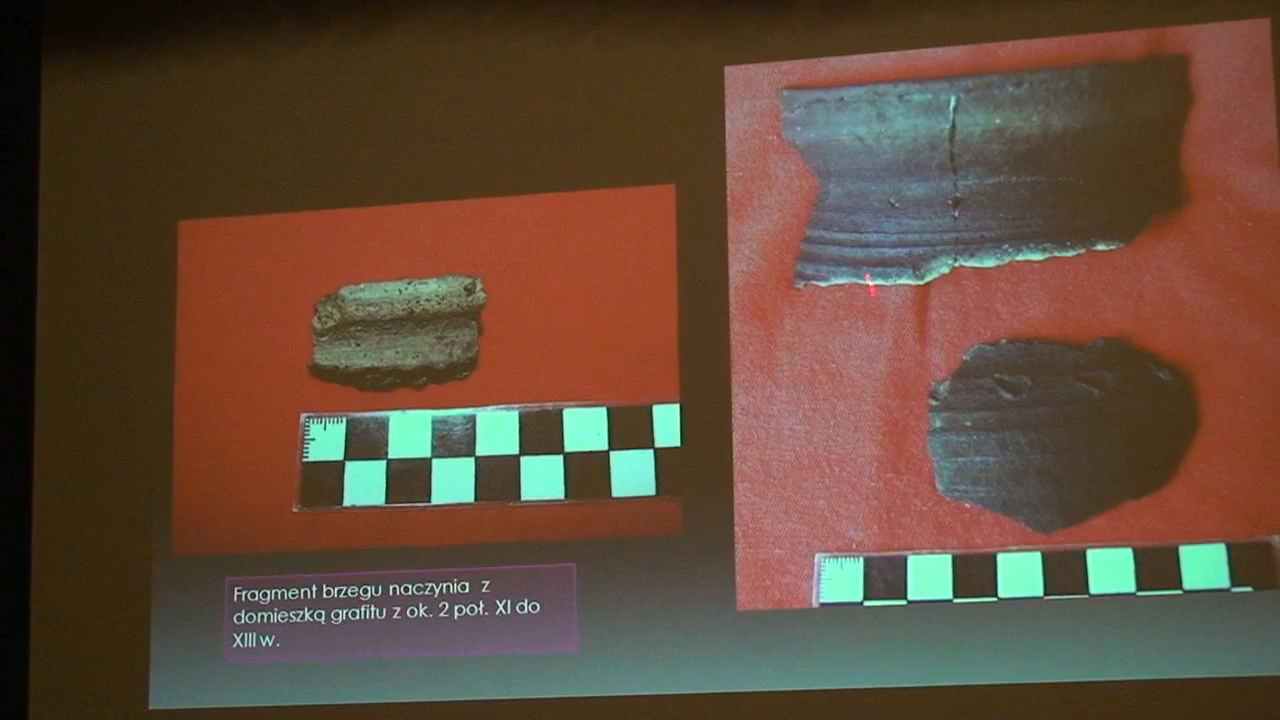 Fragment brzegu naczynia z
domieszką grafitu z ok. 2 poł. XI do
XIII w.